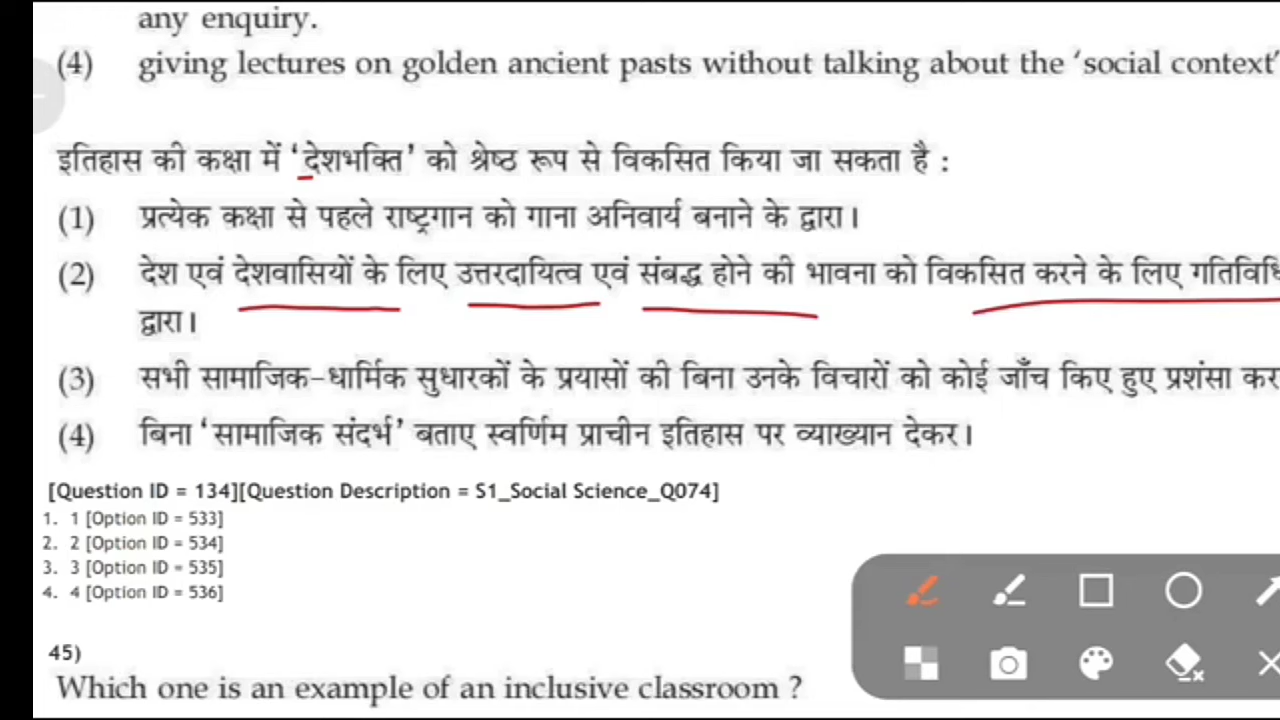 any enquiry.
(4) giving lectures on golden ancient pasts without talking about the ‘social context’
इतिहास की कक्षा में ‘देशभक्ति’ को श्रेष्ठ रूप से विकसित किया जा सकता है :
(1) प्रत्येक कक्षा से पहले राष्ट्रगान को गाना अनिवार्य बनाने के द्वारा।
(2) देश एवं देशवासियों के लिए उत्तरदायित्व एवं संबद्ध होने की भावना को विकसित करने के लिए
द्वारा।
(3) सभी सामाजिक-धार्मिक सुधारकों के प्रयासों की बिना उनके विचारों को कोई जाँच किए हुए प्रशंसा
(4) बिना ‘सामाजिक संदर्भ’ बताए स्वर्णिम प्राचीन इतिहास पर व्याख्यान देकर।
[Question ID = 134][Question Description = S1_Social Science_Q074]
1. 1 [Option ID = 533]
2. 2 [Option ID = 534]
3. 3 [Option ID = 535]
4. 4 [Option ID = 536]
45)
Which one is an example of an inclusive classroom ?